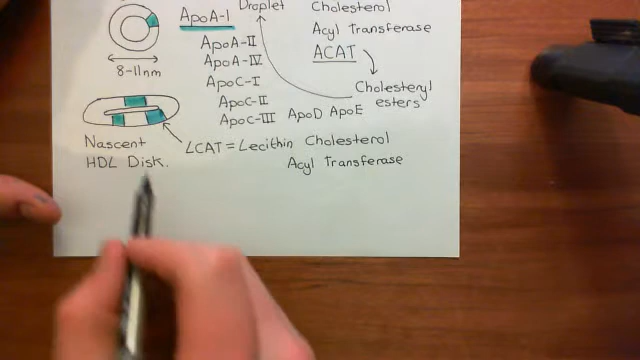 ApoA-I
Droplet
Cholesterol
Acyl Transferase
ACAT
ApoA-II
ApoA-IV
ApoC-I
ApoC-II
ApoC-III ApoD ApoE
Cholesteryl
esters
8-11nm
Nascent
HDL Disk.
LCAT = Lecithin Cholesterol
Acyl Transferase